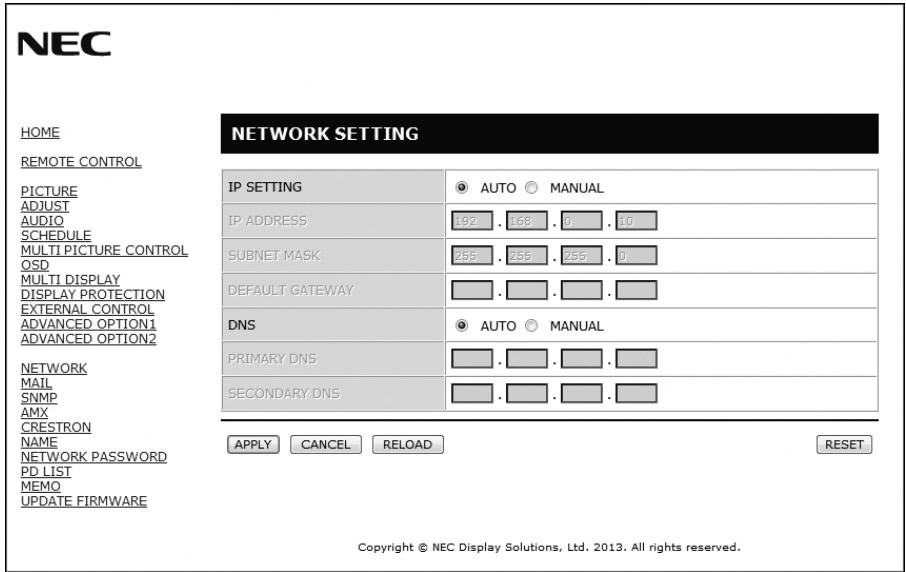 NEC
HOME
REMOTE CONTROL
PICTURE
ADJUST
AUDIO
SCHEDULE
MULTI PICTURE CONTROL
OSD
MULTI DISPLAY
DISPLAY PROTECTION
EXTERNAL CONTROL
ADVANCED OPTION1
ADVANCED OPTION2
NETWORK
MAIL
SNMP
AMX
CRESTRON
NAME
NETWORK PASSWORD
PD LIST
MEMO
UPDATE FIRMWARE
NETWORK SETTING
IP SETTING AUTO MANUAL
IP ADDRESS 192 . 168 . 0 . 10
SUBNET MASK 255 . 255 . 255 . 0
DEFAULT GATEWAY . . .
DNS AUTO MANUAL
PRIMARY DNS . . .
SECONDARY DNS . . .
APPLY CANCEL RELOAD RESET
Copyright © NEC Display Solutions, Ltd. 2013. All rights reserved.